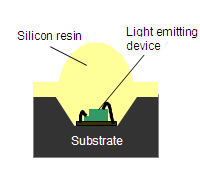 Silicon resin
Light emitting
device
Substrate